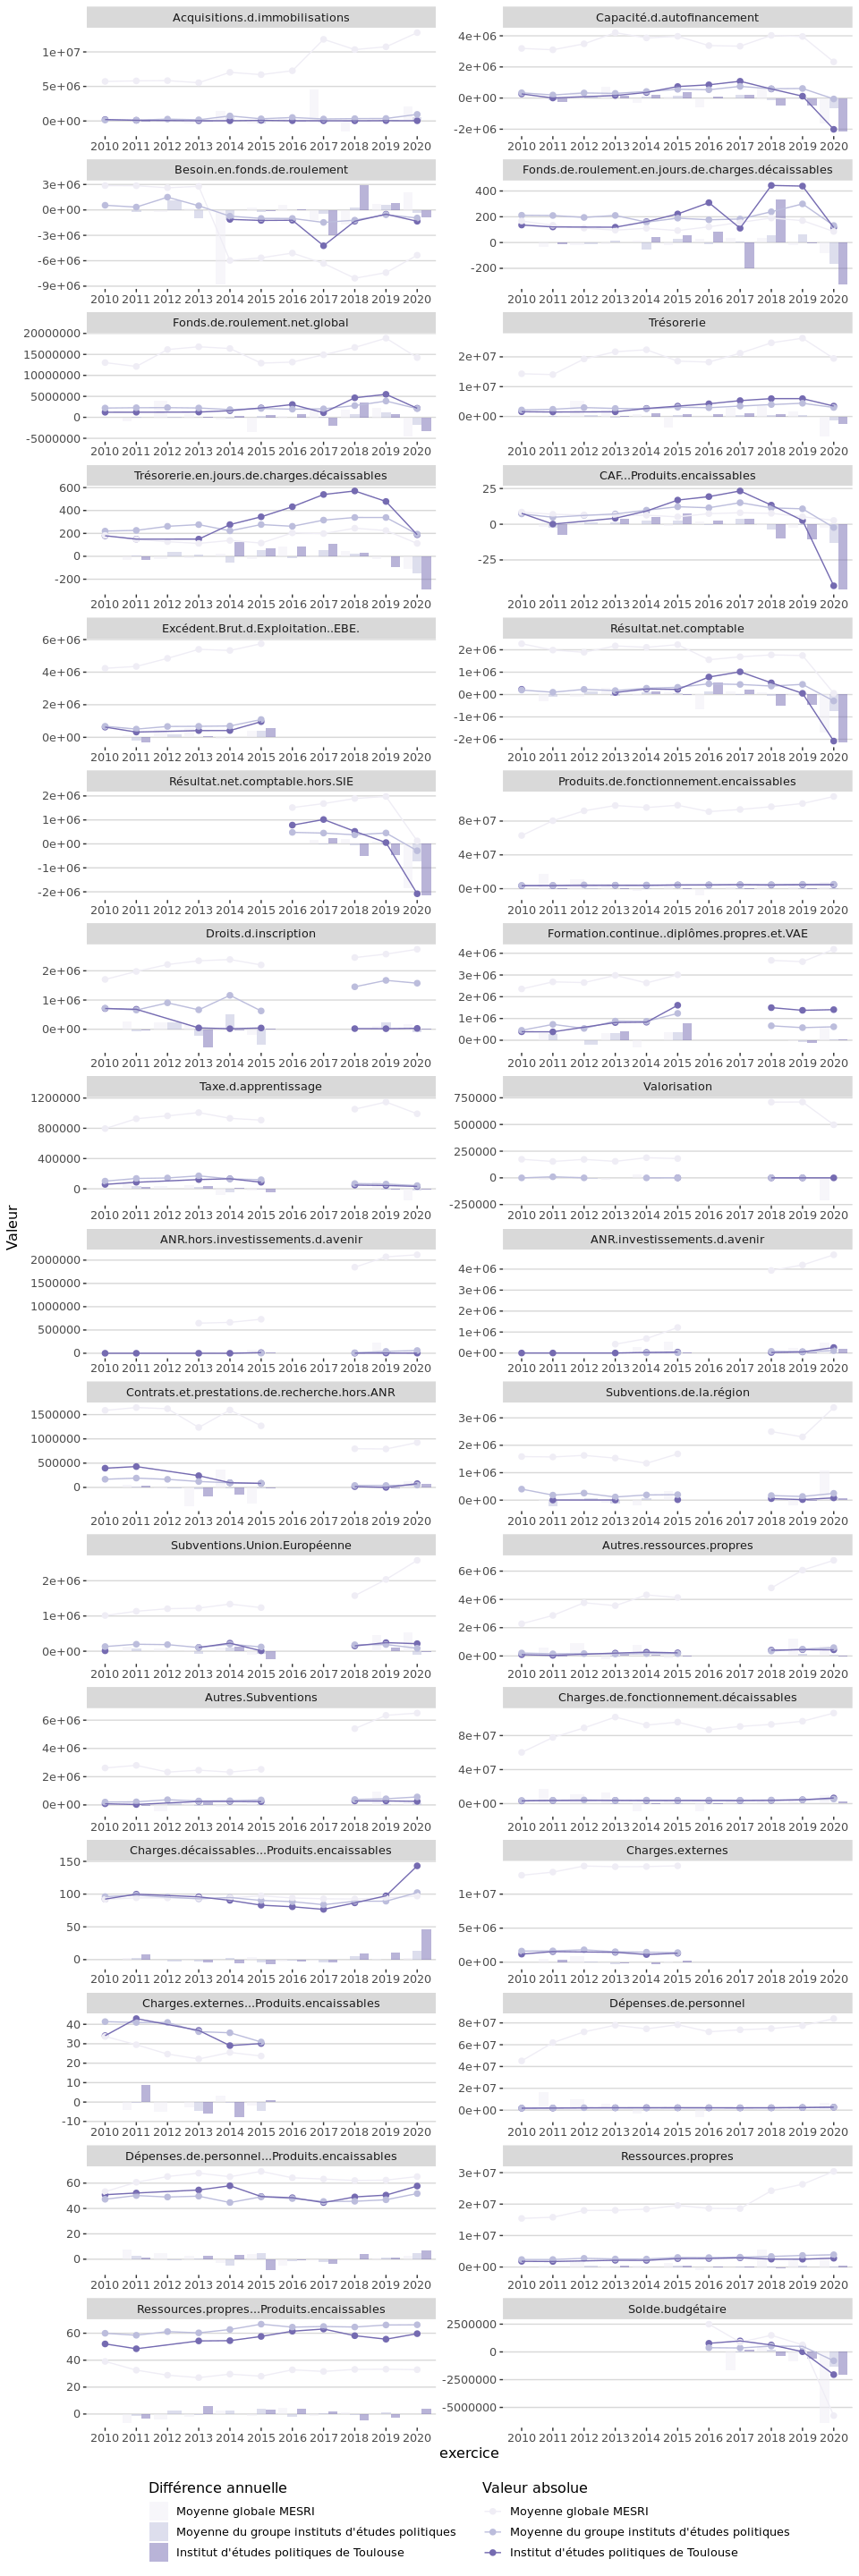 Acquisitions.d.immobilisations
Capacité.d.autofinancement
1e+07
5e+06
0e+00
4e+06
2e+06
0e+00
-2e+06
2010 2011 2012 2013 2014 2015 2016 2017 2018 2019 2020
2010 2011 2012 2013 2014 2015 2016 2017 2018 2019 2020
Besoin.en.fonds.de.roulement
Fonds.de.roulement.en.jours.de.charges.décaissables
3e+06
0e+00
-3e+06
-6e+06
-9e+06
400
200
0
-200
2010 2011 2012 2013 2014 2015 2016 2017 2018 2019 2020
2010 2011 2012 2013 2014 2015 2016 2017 2018 2019 2020
Fonds.de.roulement.net.global
Trésorerie
20000000
15000000
10000000
5000000
0
-5000000
2e+07
1e+07
0e+00
2010 2011 2012 2013 2014 2015 2016 2017 2018 2019 2020
2010 2011 2012 2013 2014 2015 2016 2017 2018 2019 2020
Trésorerie.en.jours.de.charges.décaissables
CAF...Produits.encaissables
600
400
200
0
-200
25
0
-25
2010 2011 2012 2013 2014 2015 2016 2017 2018 2019 2020
2010 2011 2012 2013 2014 2015 2016 2017 2018 2019 2020
Excédent.Brut.d.Exploitation..EBE.
Résultat.net.comptable
6e+06
4e+06
2e+06
0e+00
2e+06
1e+06
0e+00
-1e+06
-2e+06
2010 2011 2012 2013 2014 2015 2016 2017 2018 2019 2020
2010 2011 2012 2013 2014 2015 2016 2017 2018 2019 2020
Résultat.net.comptable.hors.SIE
Produits.de.fonctionnement.encaissables
2e+06
1e+06
0e+00
-1e+06
-2e+06
8e+07
4e+07
0e+00
2010 2011 2012 2013 2014 2015 2016 2017 2018 2019 2020
2010 2011 2012 2013 2014 2015 2016 2017 2018 2019 2020
Droits.d.inscription
Formation.continue..diplômes.propres.et.VAE
2e+06
1e+06
0e+00
4e+06
3e+06
2e+06
1e+06
0e+00
2010 2011 2012 2013 2014 2015 2016 2017 2018 2019 2020
2010 2011 2012 2013 2014 2015 2016 2017 2018 2019 2020
Taxe.d.apprentissage
Valorisation
1200000
800000
400000
0
750000
500000
250000
0
-250000
2010 2011 2012 2013 2014 2015 2016 2017 2018 2019 2020
2010 2011 2012 2013 2014 2015 2016 2017 2018 2019 2020
Valeur
ANR.hors.investissements.d.avenir
ANR.investissements.d.avenir
2000000
1500000
1000000
500000
0
4e+06
3e+06
2e+06
1e+06
0e+00
2010 2011 2012 2013 2014 2015 2016 2017 2018 2019 2020
2010 2011 2012 2013 2014 2015 2016 2017 2018 2019 2020
Contrats.et.prestations.de.recherche.hors.ANR
Subventions.de.la.région
1500000
1000000
500000
0
3e+06
2e+06
1e+06
0e+00
2010 2011 2012 2013 2014 2015 2016 2017 2018 2019 2020
2010 2011 2012 2013 2014 2015 2016 2017 2018 2019 2020
Subventions.Union.Européenne
Autres.ressources.propres
2e+06
1e+06
0e+00
6e+06
4e+06
2e+06
0e+00
2010 2011 2012 2013 2014 2015 2016 2017 2018 2019 2020
2010 2011 2012 2013 2014 2015 2016 2017 2018 2019 2020
Autres.Subventions
Charges.de.fonctionnement.décaissables
6e+06
4e+06
2e+06
0e+00
8e+07
4e+07
0e+00
2010 2011 2012 2013 2014 2015 2016 2017 2018 2019 2020
2010 2011 2012 2013 2014 2015 2016 2017 2018 2019 2020
Charges.décaissables...Produits.encaissables
Charges.externes
150
100
50
0
1e+07
5e+06
0e+00
2010 2011 2012 2013 2014 2015 2016 2017 2018 2019 2020
2010 2011 2012 2013 2014 2015 2016 2017 2018 2019 2020
Charges.externes...Produits.encaissables
Dépenses.de.personnel
40
30
20
10
0
-10
8e+07
6e+07
4e+07
2e+07
0e+00
2010 2011 2012 2013 2014 2015 2016 2017 2018 2019 2020
2010 2011 2012 2013 2014 2015 2016 2017 2018 2019 2020
Dépenses.de.personnel...Produits.encaissables
Ressources.propres
60
40
20
0
3e+07
2e+07
1e+07
0e+00
2010 2011 2012 2013 2014 2015 2016 2017 2018 2019 2020
2010 2011 2012 2013 2014 2015 2016 2017 2018 2019 2020
Ressources.propres...Produits.encaissables
Solde.budgétaire
60
40
20
0
2500000
0
-2500000
-5000000
2010 2011 2012 2013 2014 2015 2016 2017 2018 2019 2020
2010 2011 2012 2013 2014 2015 2016 2017 2018 2019 2020
exercice
Différence annuelle
Moyenne globale MESRI
Moyenne du groupe instituts d'études politiques
Institut d'études politiques de Toulouse
Valeur absolue
Moyenne globale MESRI
Moyenne du groupe instituts d'études politiques
Institut d'études politiques de Toulouse